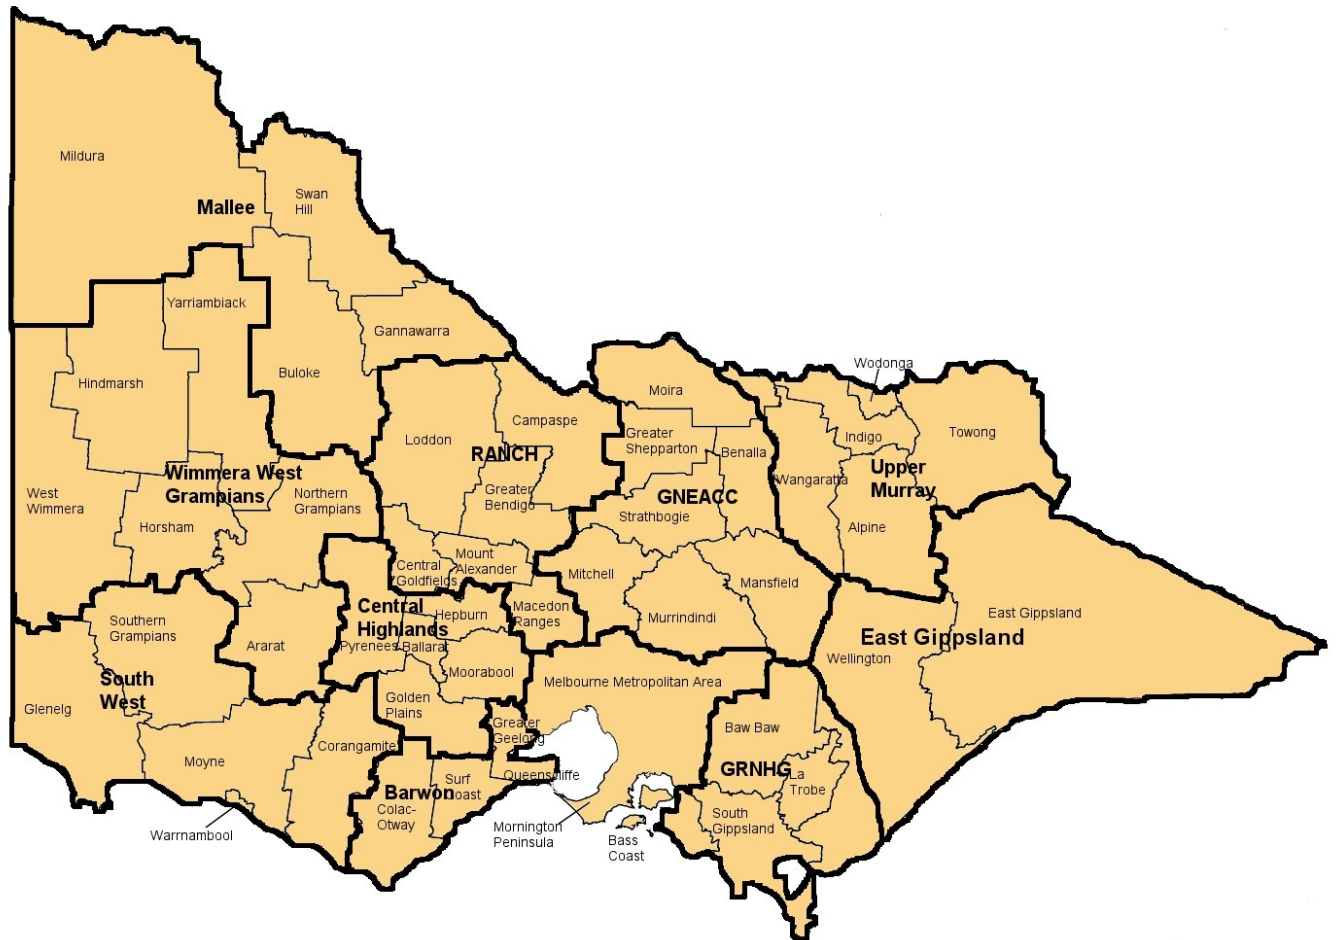 Mildura
Swan
Hill
Mallee
Yarriambiack
Gannawarra
Hindmarsh
Buloke
Wodonga
Moira
Loddon
Campaspe
Greater
Shepparton
Benalla
Indigo
Towong
RANCH
Wimmera West
Grampians
West
Wimmera
Northern
Grampians
Greater
Bendigo
GNEACC
Strathbogie
Wangaratta
Upper
Murray
Horsham
Alpine
Central
Goldfields
Mount
Alexander
Mitchell
Mansfield
Southern
Grampians
Central
Highlands
Hepburn
Macedon
Ranges
Murrindindi
East Gippsland
East Gippsland
Ararat
Pyrenees
Ballarat
Wellington
South
West
Moorabool
Melbourne Metropolitan Area
Glenelg
Golden
Plains
Greater
Geelong
Baw Baw
Moyne
Corangamite
GRNHG
La
Trobe
Queenscliffe
Surf
Coast
Barwon
Colac-
Otway
South
Gippsland
Warrnambool
Mornington
Peninsula
Bass
Coast